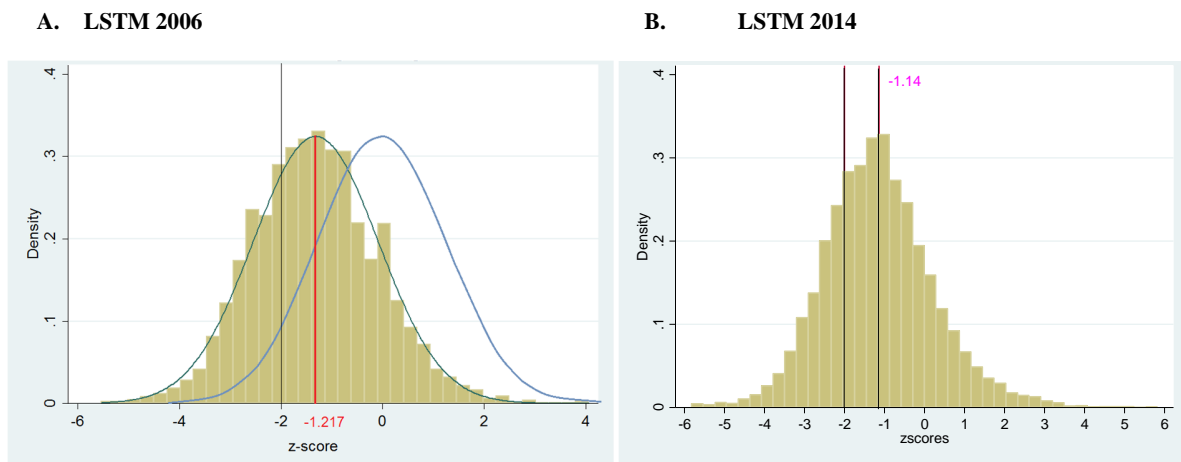 A. LSTM 2006
B. LSTM 2014
Density
0 .1 .2 .3 .4
-6 -4 -2 0 2 4
-1.217
z-score
-1.14
Density
0 .1 .2 .3 .4
-6 -5 -4 -3 -2 -1 0 1 2 3 4 5 6
zscores